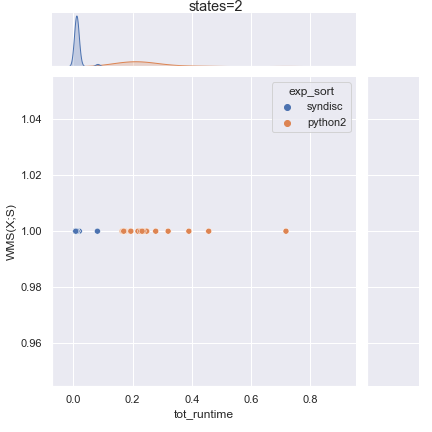 states=2
exp_sort
syndisc
python2
1.04
1.02
1.00
0.98
0.96
WMS(X;S)
0.0 0.2 0.4 0.6 0.8
tot_runtime